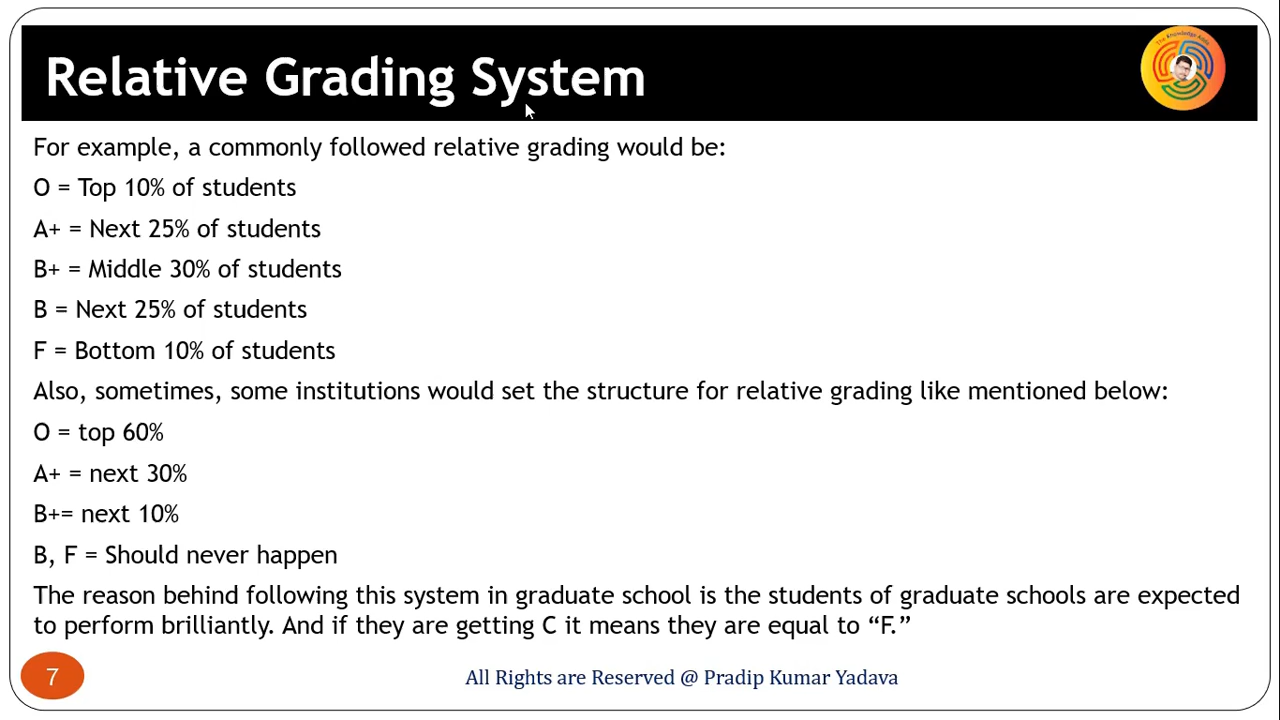 Relative Grading System
The Knowledge Adda
For example, a commonly followed relative grading would be:
O = Top 10% of students
A+ = Next 25% of students
B+ = Middle 30% of students
B = Next 25% of students
F = Bottom 10% of students
Also, sometimes, some institutions would set the structure for relative grading like mentioned below:
O = top 60%
A+ = next 30%
B+= next 10%
B, F = Should never happen
The reason behind following this system in graduate school is the students of graduate schools are expected
to perform brilliantly. And if they are getting C it means they are equal to “F.”
7
All Rights are Reserved @ Pradip Kumar Yadava